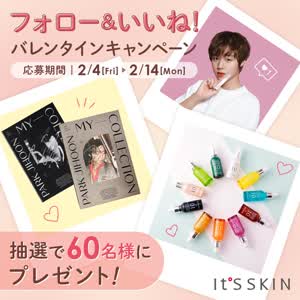 フォロー&いいね!
バレンタインキャンペーン
応募期間 | 2/4[Fri] ▶ 2/14[Mon]
MY
COLLECTION
PARK JIHOON
MY
COLLECTION
PARK JIHOON
抽選で60名様に
プレゼント!
It'S SKIN